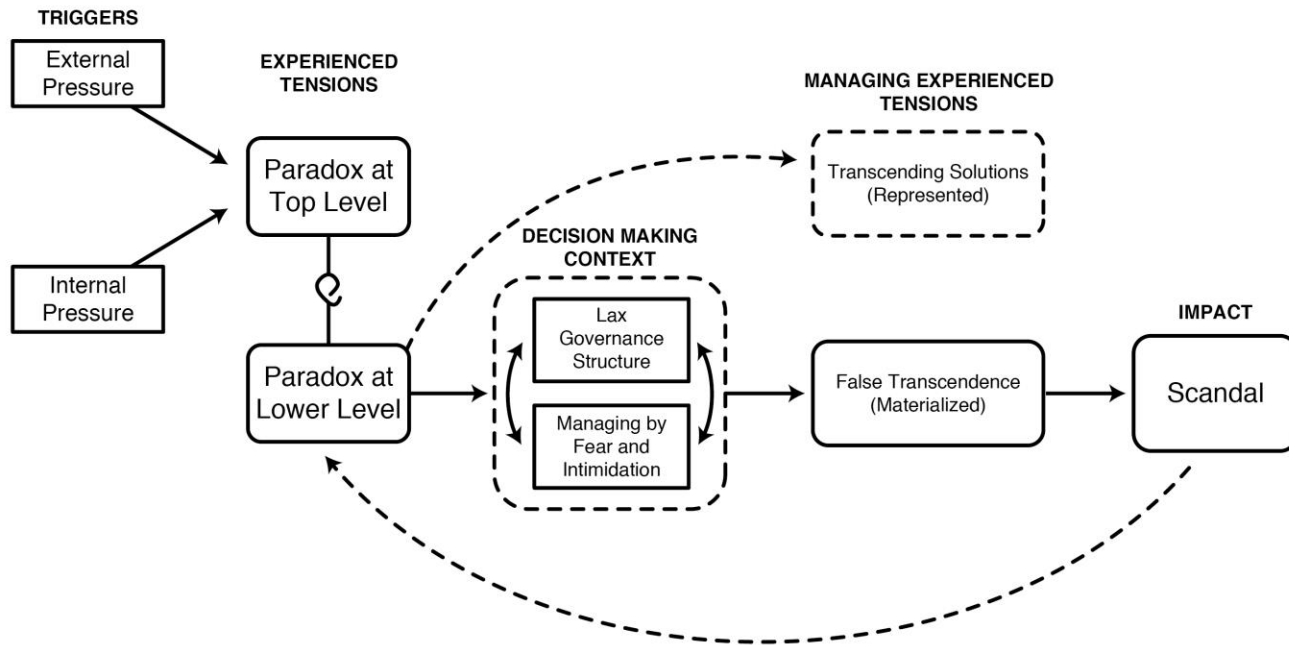 TRIGGERS
External
Pressure
Internal
Pressure
EXPERIENCED
TENSIONS
Paradox at
Top Level
Paradox at
Lower Level
DECISION MAKING
CONTEXT
Lax
Governance
Structure
Managing by
Fear and
Intimidation
MANAGING EXPERIENCED
TENSIONS
Transcending Solutions
(Represented)
False Transcendence
(Materialized)
IMPACT
Scandal